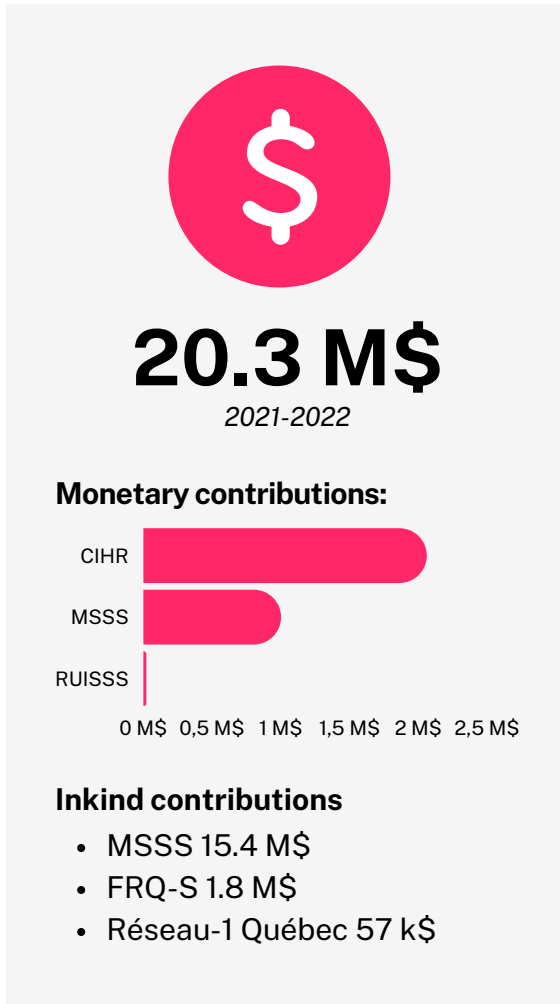 $
20.3 M$
2021-2022
Monetary contributions:
CIHR
MSSS
RUISSS
0 M$ 0,5 M$ 1 M$ 1,5 M$ 2 M$ 2,5 M$
Inkind contributions
• MSSS 15.4 M$
• FRQ-S 1.8 M$
• Réseau-1 Québec 57 k$